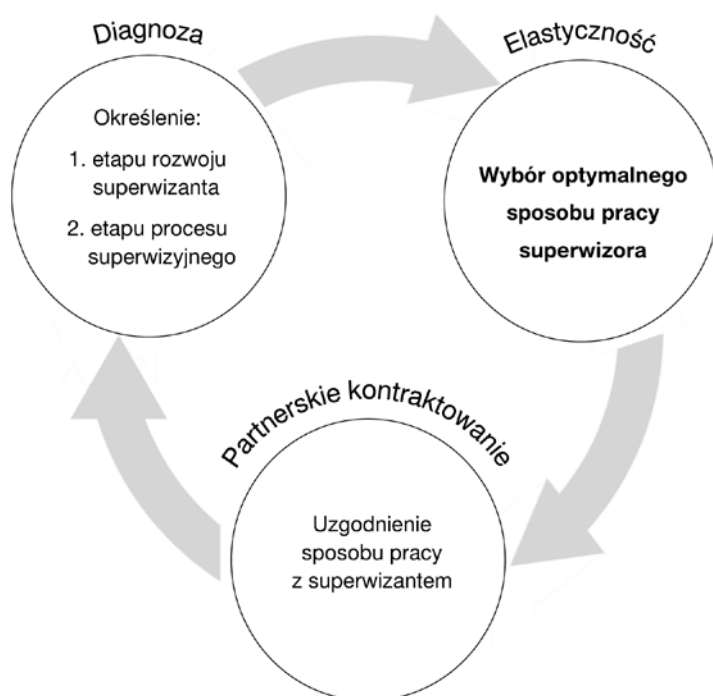 Diagnoza
Określenie:
1. etapu rozwoju
superwizanta
2. etapu procesu
superwizyjnego
Elastyczność
Wybór optymalnego
sposobu pracy
superwizora
Partnerskie kontraktowanie
Uzgodnienie
sposobu pracy
z superwizantem